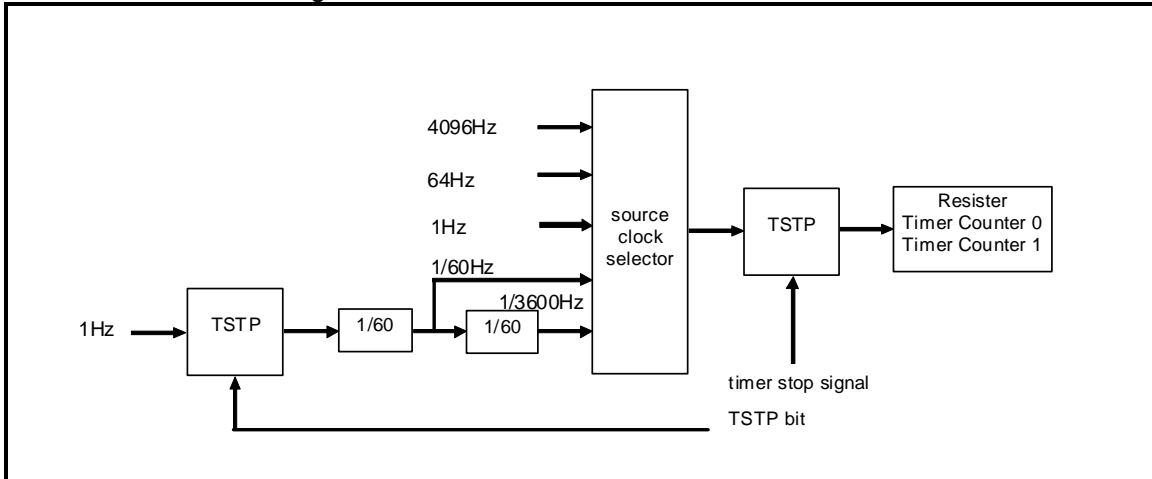 4096Hz
64Hz
1Hz
1/60Hz
1/3600Hz
source
clock
selector
TSTP
Resister
Timer Counter 0
Timer Counter 1
1Hz
TSTP
1/60
1/60
timer stop signal
TSTP bit